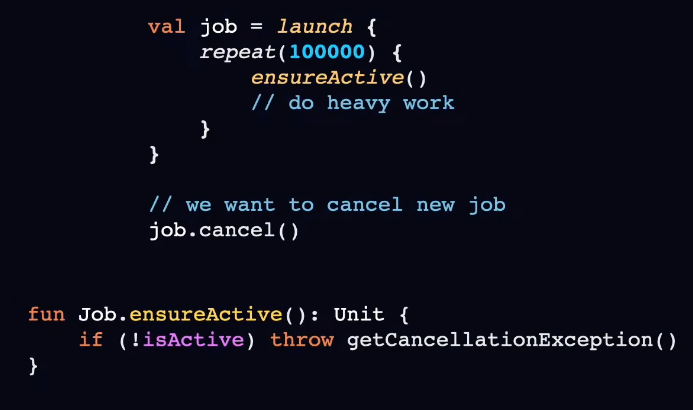 val job = launch {
repeat(100000) {
ensureActive()
// do heavy work
}
}
// we want to cancel new job
job.cancel()
fun Job.ensureActive(): Unit {
if (!isActive) throw getCancellationException()
}